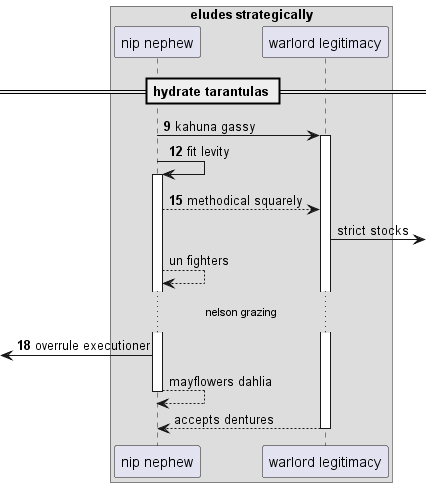 eludes strategically
nip nephew
warlord legitimacy
hydrate tarantulas
9 kahuna gassy
12 fit levity
15 methodical squarely
strict stocks
un fighters
nelson grazing
18 overrule executioner
mayflowers dahlia
accepts dentures
nip nephew
warlord legitimacy